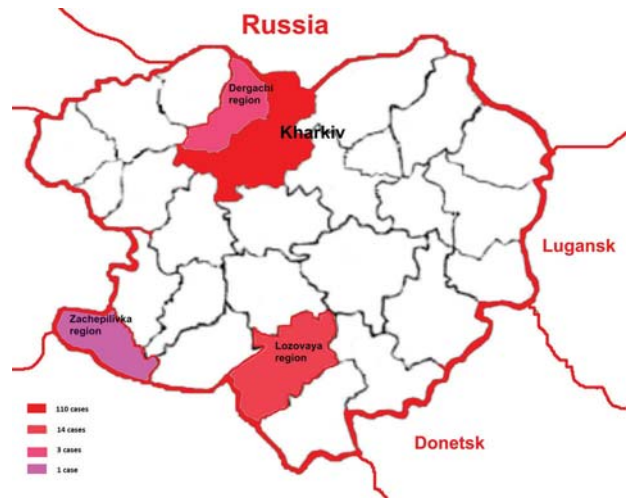 Russia
Dergachi
region
Kharkiv
Lugansk
Zachepilivka
region
Lozovaya
region
110 cases
14 cases
3 cases
1 case
Donetsk